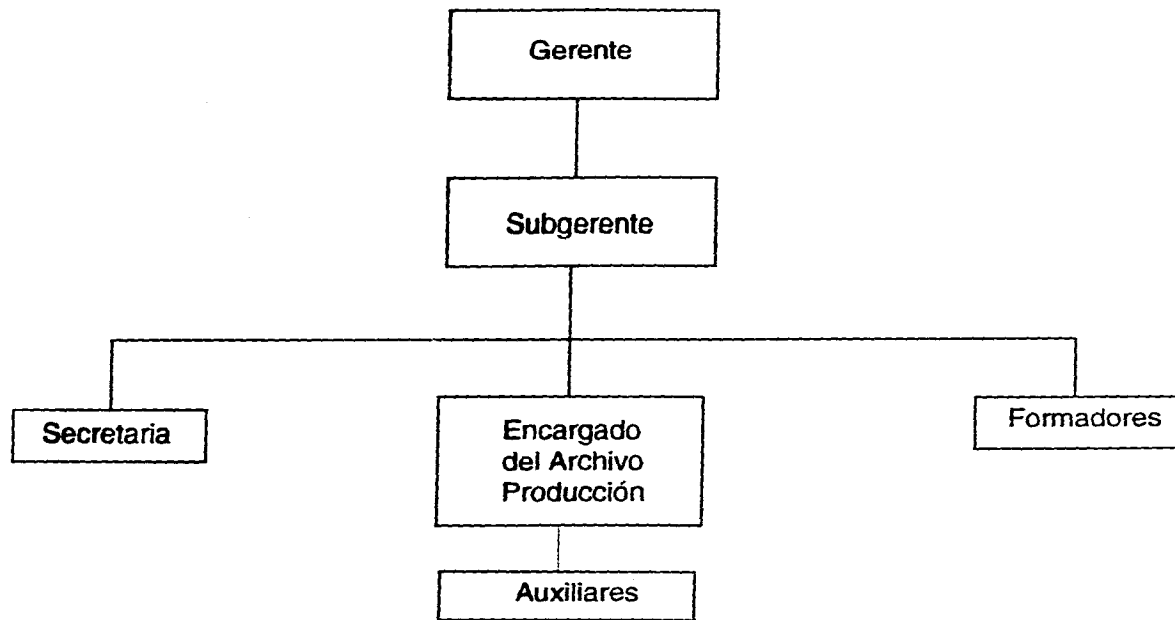 Gerente
Subgerente
Secretaria
Encargado
del Archivo
Producción
Formadores
Auxiliares